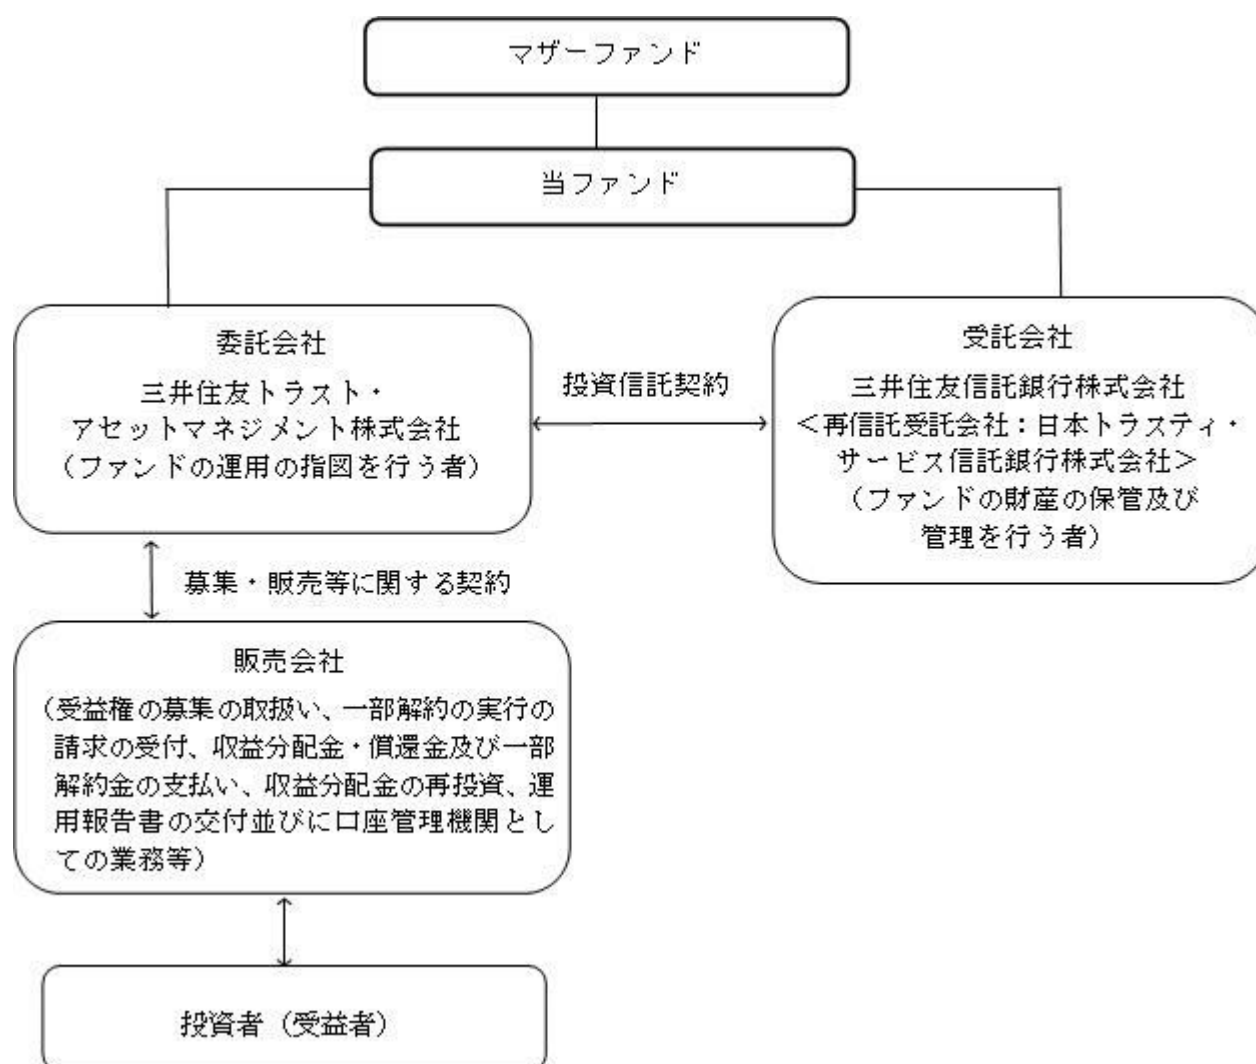 マザーファンド
当ファンド
委託会社
三井住友トラスト・
アセットマネジメント株式会社
（ファンドの運用の指図を行う者）
投資信託契約
受託会社
三井住友信託銀行株式会社
＜再信託受託会社：日本トラスティ・
サービス信託銀行株式会社＞
（ファンドの財産の保管及び
管理を行う者）
募集・販売等に関する契約
販売会社
（受益権の募集の取扱い、一部解約の実行の
請求の受付、収益分配金・償還金及び一部
解約金の支払い、収益分配金の再投資、運
用報告書の交付並びに口座管理機関とし
ての業務等）
投資者（受益者）